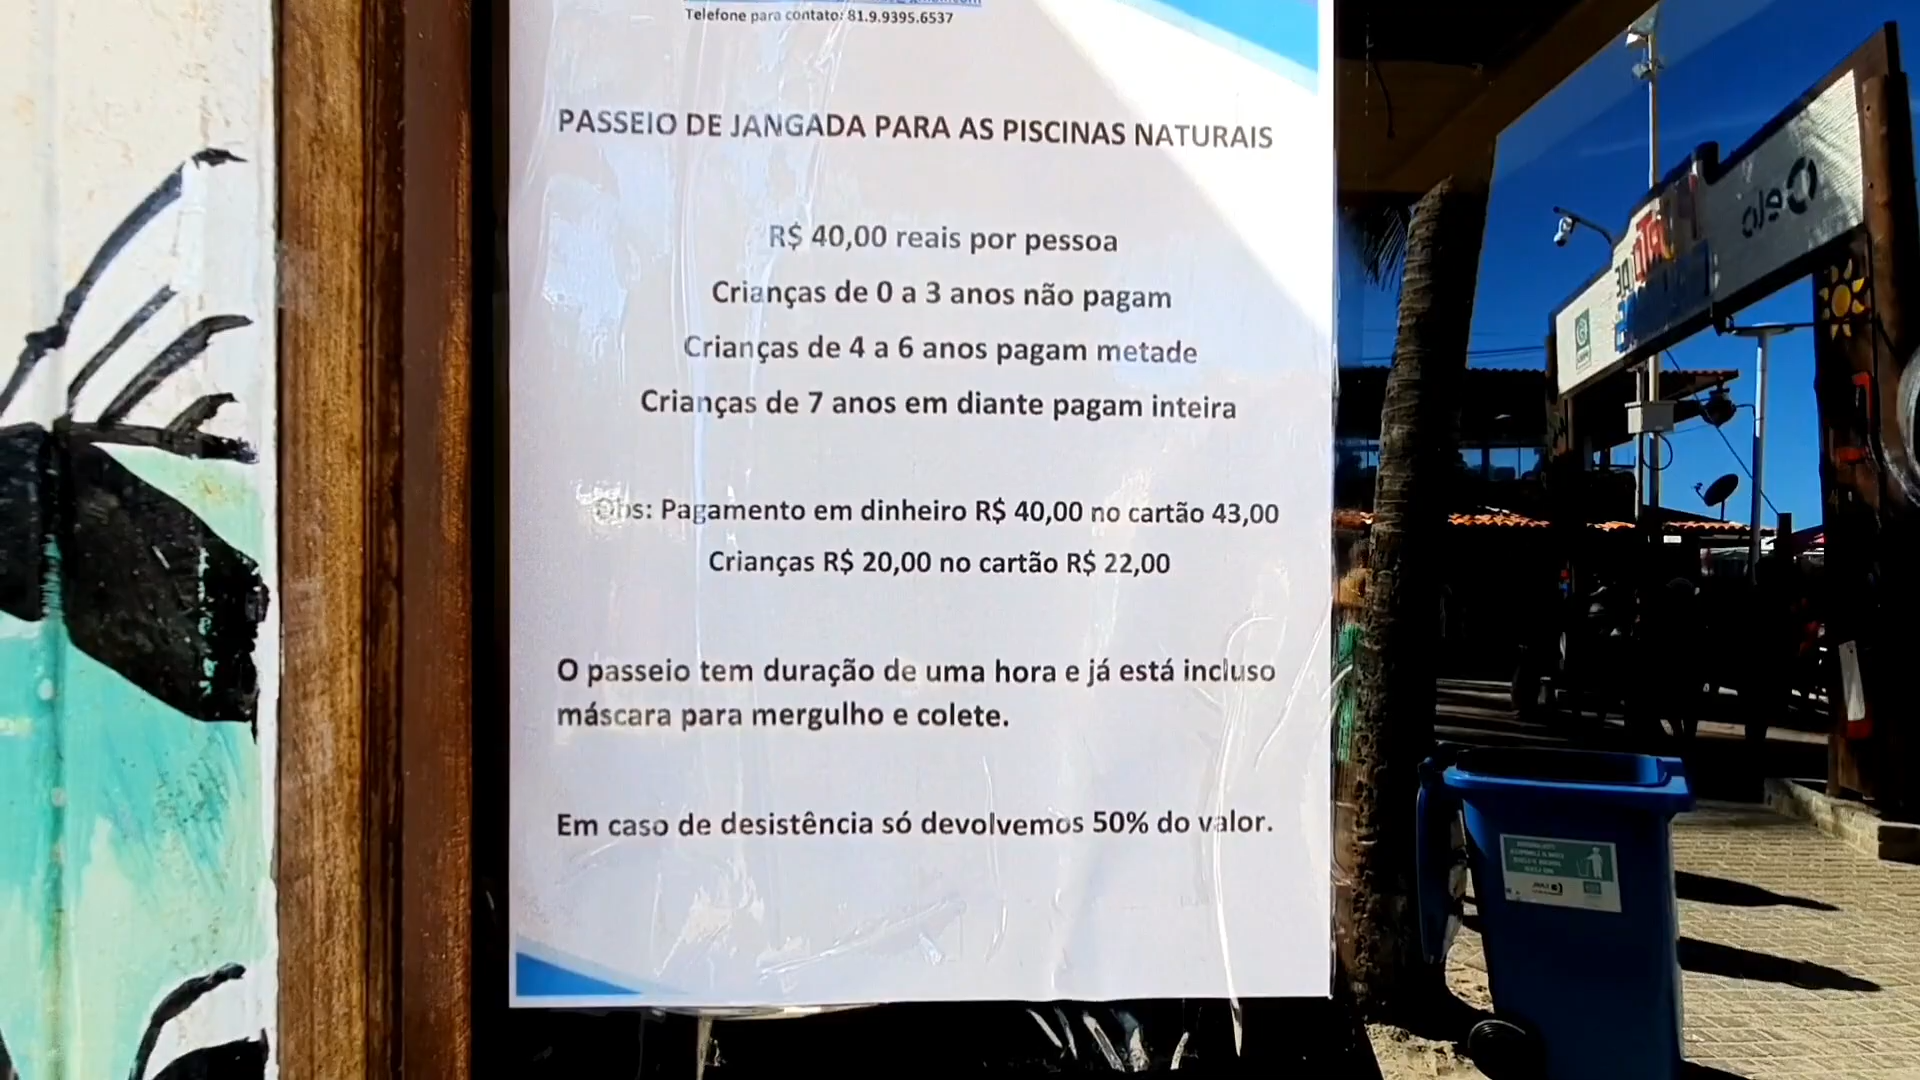 Telefone para contato: 81.9.9395.6537
PASSEIO DE JANGADA PARA AS PISCINAS NATURAIS
R$ 40,00 reais por pessoa
Crianças de 0 a 3 anos não pagam
Crianças de 4 a 6 anos pagam metade
Crianças de 7 anos em diante pagam inteira
Obs: Pagamento em dinheiro R$ 40,00 no cartão 43,00
Crianças R$ 20,00 no cartão R$ 22,00
O passeio tem duração de uma hora e já está incluso
máscara para mergulho e colete.
Em caso de desistência só devolvemos 50% do valor.
Cielo